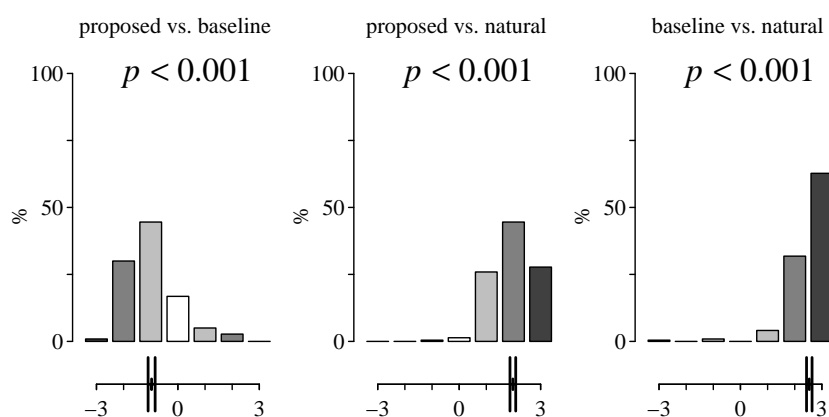 proposed vs. baseline
p < 0.001
100
50
0
%
−3 0 3
proposed vs. natural
p < 0.001
100
50
0
%
−3 0 3
baseline vs. natural
p < 0.001
100
50
0
%
−3 0 3